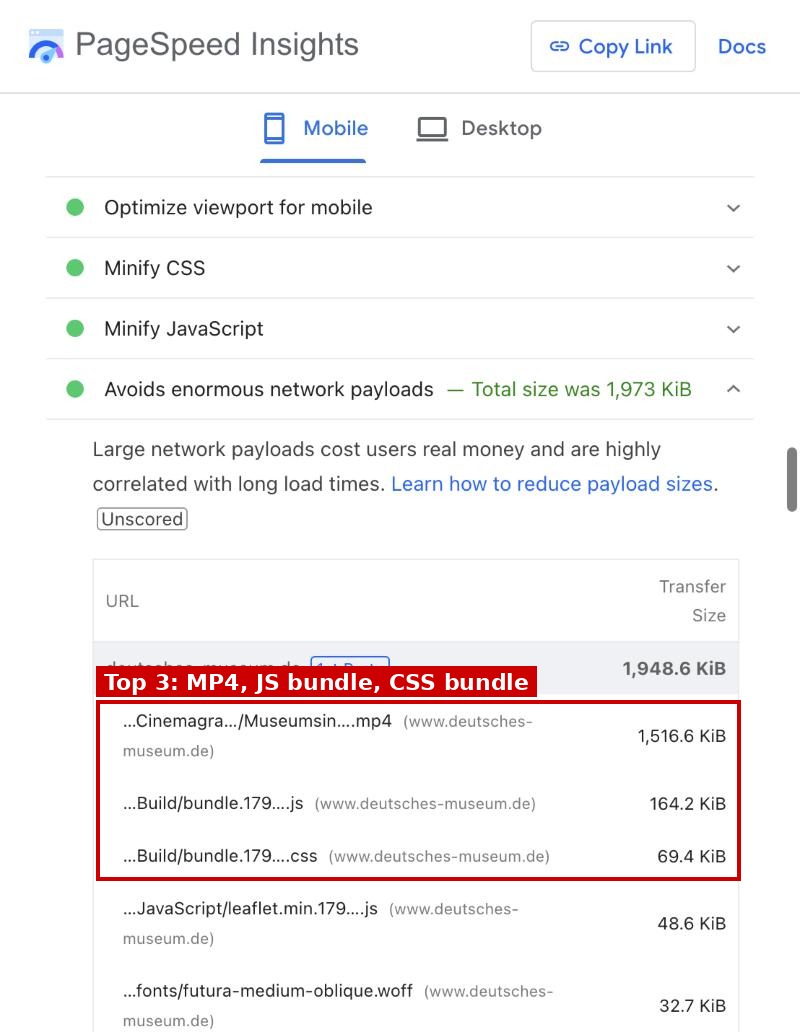 PageSpeed Insights
Copy Link
Docs
Mobile
Desktop
Optimize viewport for mobile
Minify CSS
Minify JavaScript
Avoids enormous network payloads — Total size was 1,973 KiB
Large network payloads cost users real money and are highly
correlated with long load times. Learn how to reduce payload sizes.
Unscored
URL
Transfer
Size
1,948.6 KiB
Top 3: MP4, JS bundle, CSS bundle
...Cinemagra.../Museumsin....mp4 (www.deutsches-
museum.de)
1,516.6 KiB
...Build/bundle.179....js (www.deutsches-museum.de)
164.2 KiB
...Build/bundle.179....css (www.deutsches-museum.de)
69.4 KiB
...JavaScript/leaflet.min.179....js (www.deutsches-
museum.de)
48.6 KiB
...fonts/futura-medium-oblique.woff (www.deutsches-
museum.de)
32.7 KiB